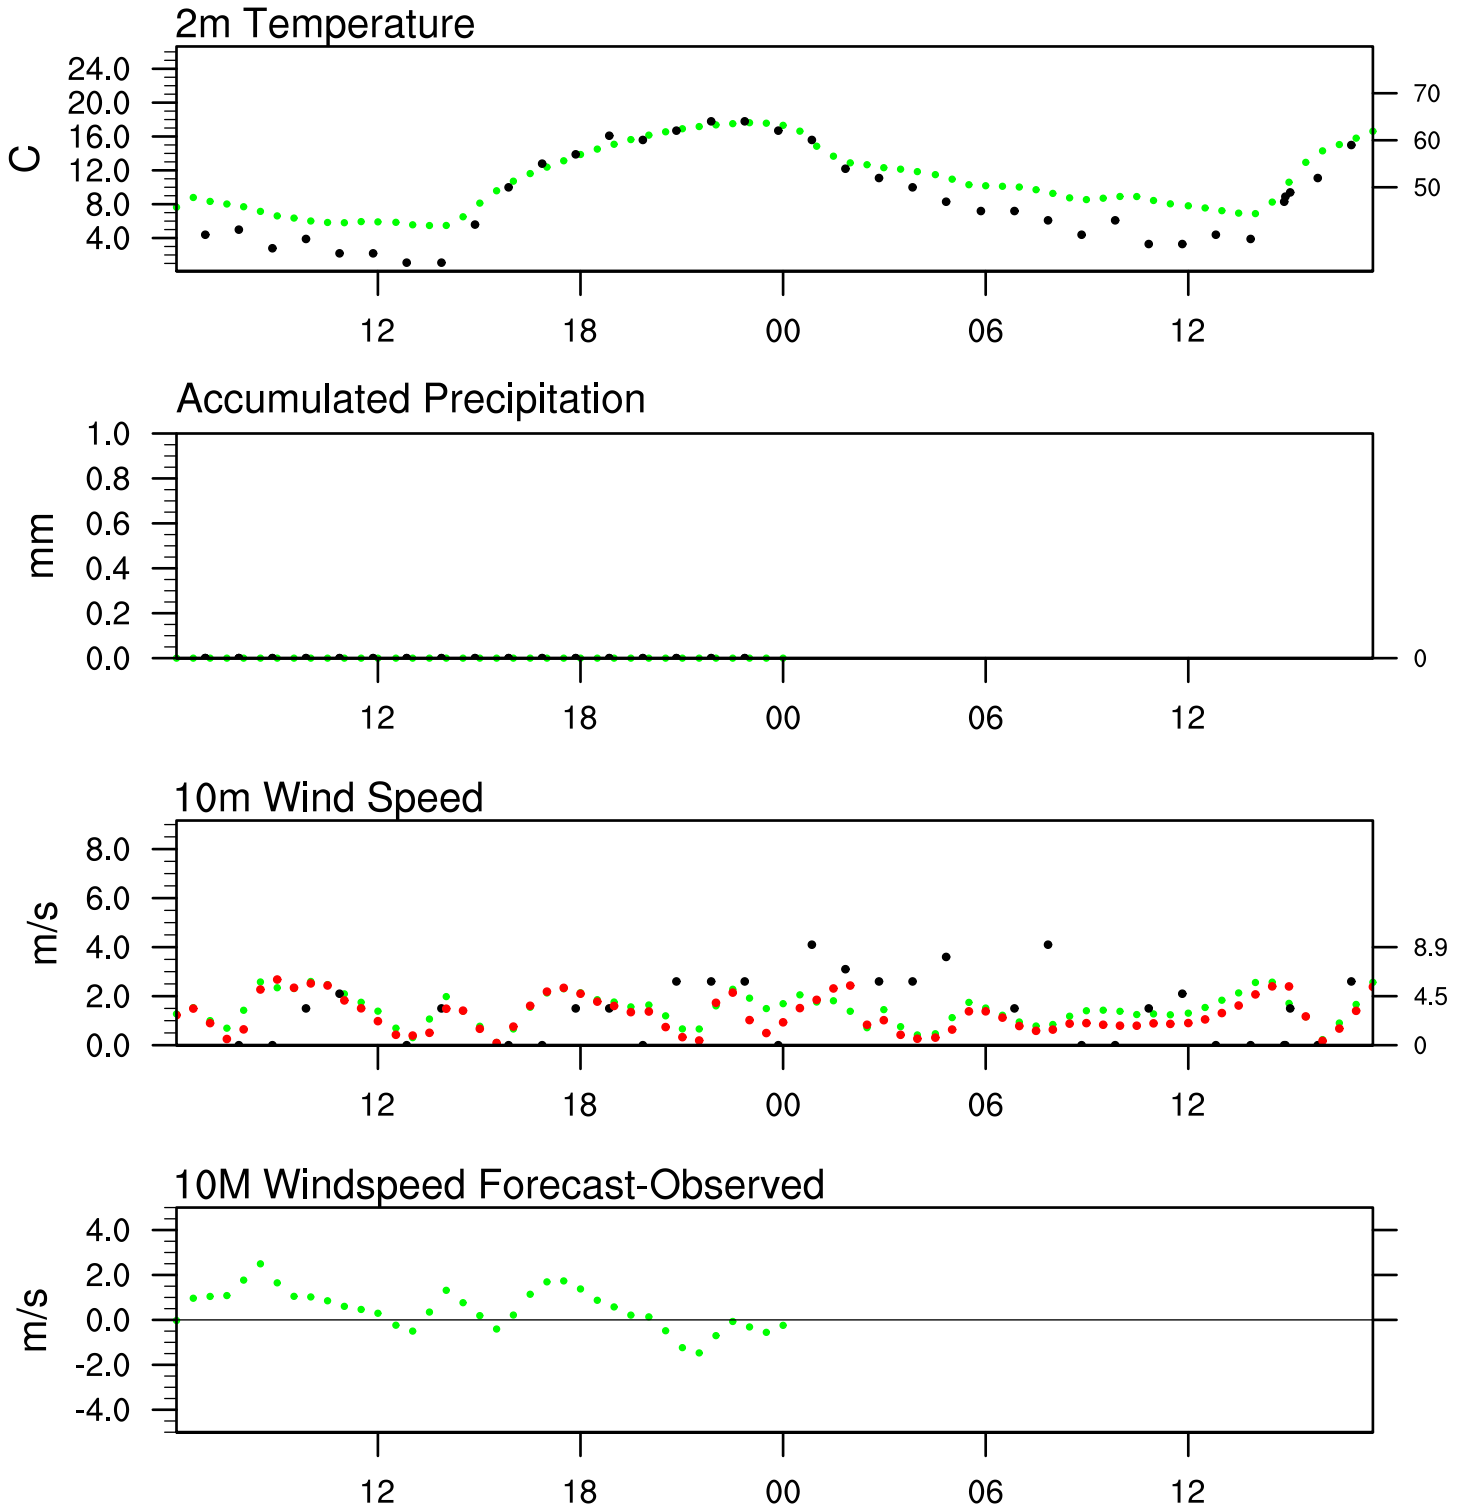 2m Temperature
24.0
20.0
16.0
12.0
8.0
4.0
C
70
60
50
12 18 00 06 12
Accumulated Precipitation
1.0
0.8
0.6
0.4
0.2
0.0
mm
0
12 18 00 06 12
10m Wind Speed
8.0
6.0
4.0
2.0
0.0
m/s
8.9
4.5
0
12 18 00 06 12
10M Windspeed Forecast-Observed
4.0
2.0
0.0
-2.0
-4.0
m/s
12 18 00 06 12